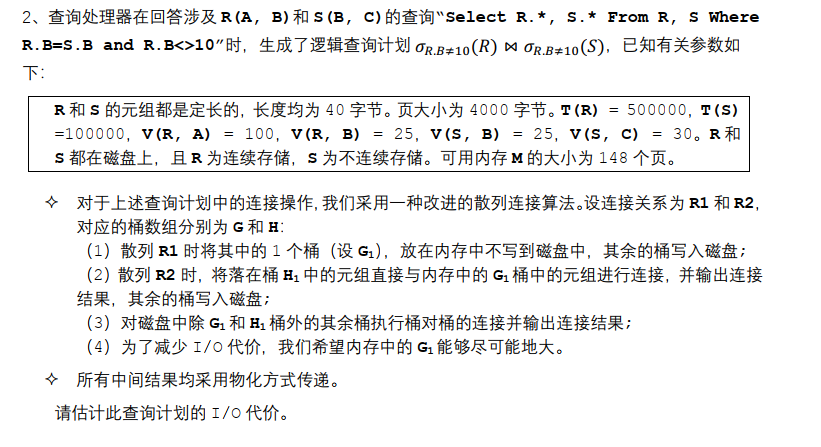 2、查询处理器在回答涉及 R(A, B)和 S(B, C)的查询“Select R.*, S.* From R, S Where
R.B=S.B and R.B<>10”时，生成了逻辑查询计划 σR.B≠10(R) ⋈ σR.B≠10(S)，已知有关参数如
下：
R 和 S 的元组都是定长的，长度均为 40 字节。页大小为 4000 字节。T(R) = 500000, T(S)
=100000, V(R, A) = 100, V(R, B) = 25, V(S, B) = 25, V(S, C) = 30。R 和
S 都在磁盘上，且 R 为连续存储，S 为不连续存储。可用内存 M 的大小为 148 个页。
✧ 对于上述查询计划中的连接操作，我们采用一种改进的散列连接算法。设连接关系为 R1 和 R2，
对应的桶数组分别为 G 和 H：
（1）散列 R1 时将其中的 1 个桶（设 G₁），放在内存中不写到磁盘中，其余的桶写入磁盘；
（2）散列 R2 时，将落在桶 H₁ 中的元组直接与内存中的 G₁ 桶中的元组进行连接，并输出连接
结果，其余的桶写入磁盘；
（3）对磁盘中除 G₁ 和 H₁ 桶外的其余桶执行桶对桶的连接并输出连接结果；
（4）为了减少 I/O 代价，我们希望内存中的 G₁ 能够尽可能地大。
✧ 所有中间结果均采用物化方式传递。
请估计此查询计划的 I/O 代价。